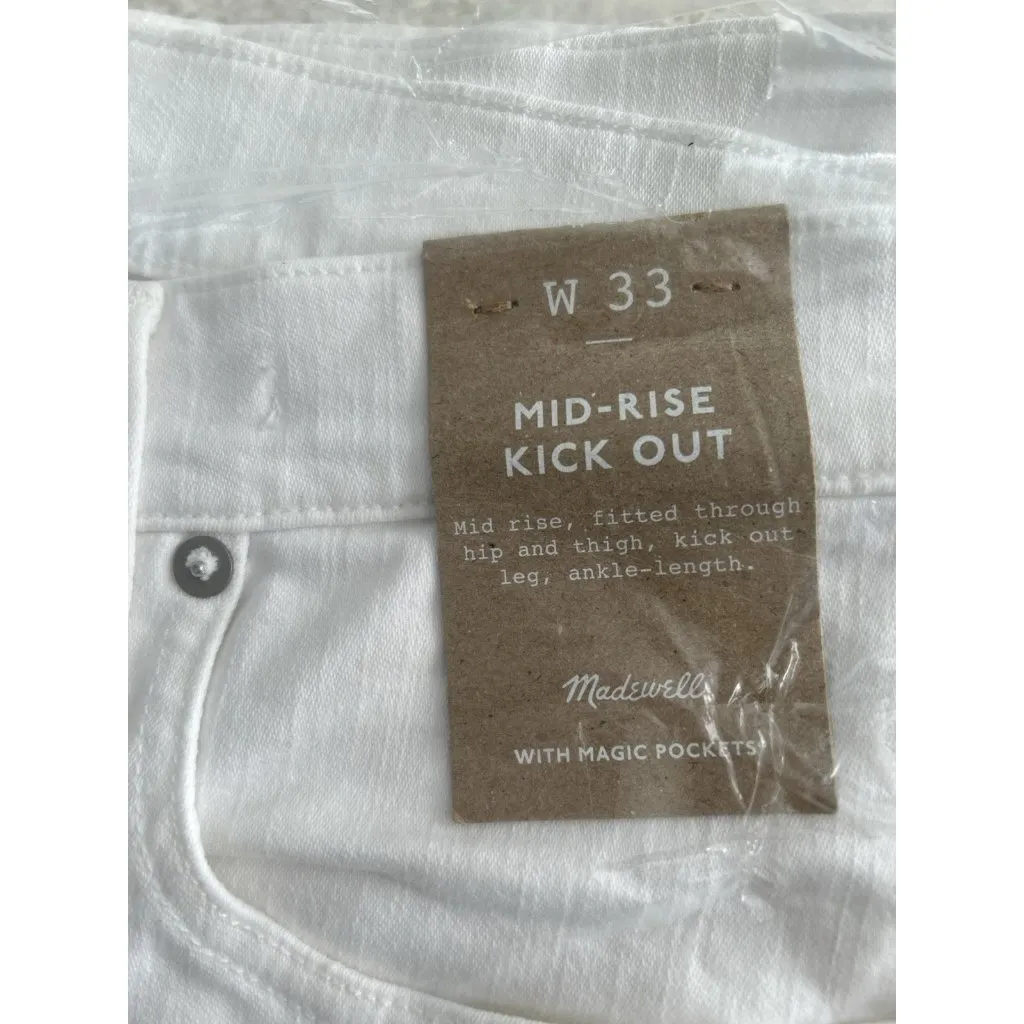 W 33
MID-RISE
KICK OUT
Mid rise, fitted through
hip and thigh, kick out
leg, ankle-length.
Madewell
WITH MAGIC POCKETS